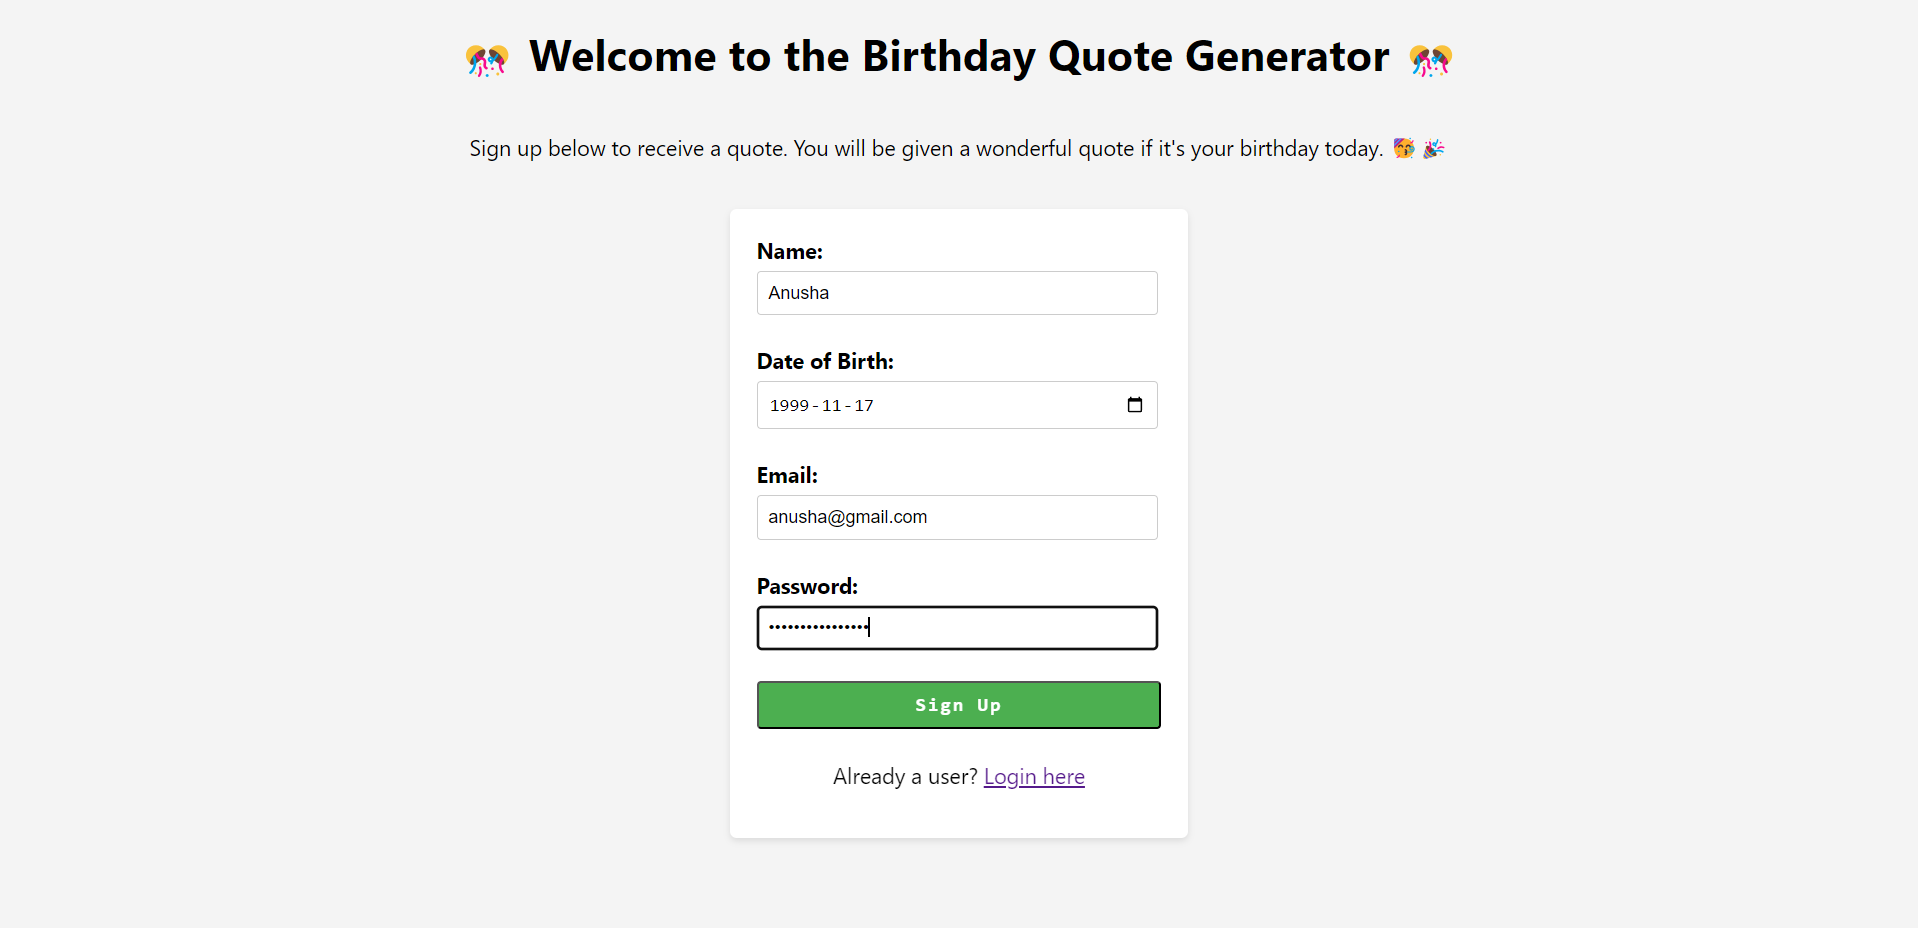 🎊 Welcome to the Birthday Quote Generator 🎊
Sign up below to receive a quote. You will be given a wonderful quote if it's your birthday today. 🥳 🎉
Name:
Anusha
Date of Birth:
1999-11-17
Email:
anusha@gmail.com
Password:
••••••••••••••••
Sign Up
Already a user? Login here